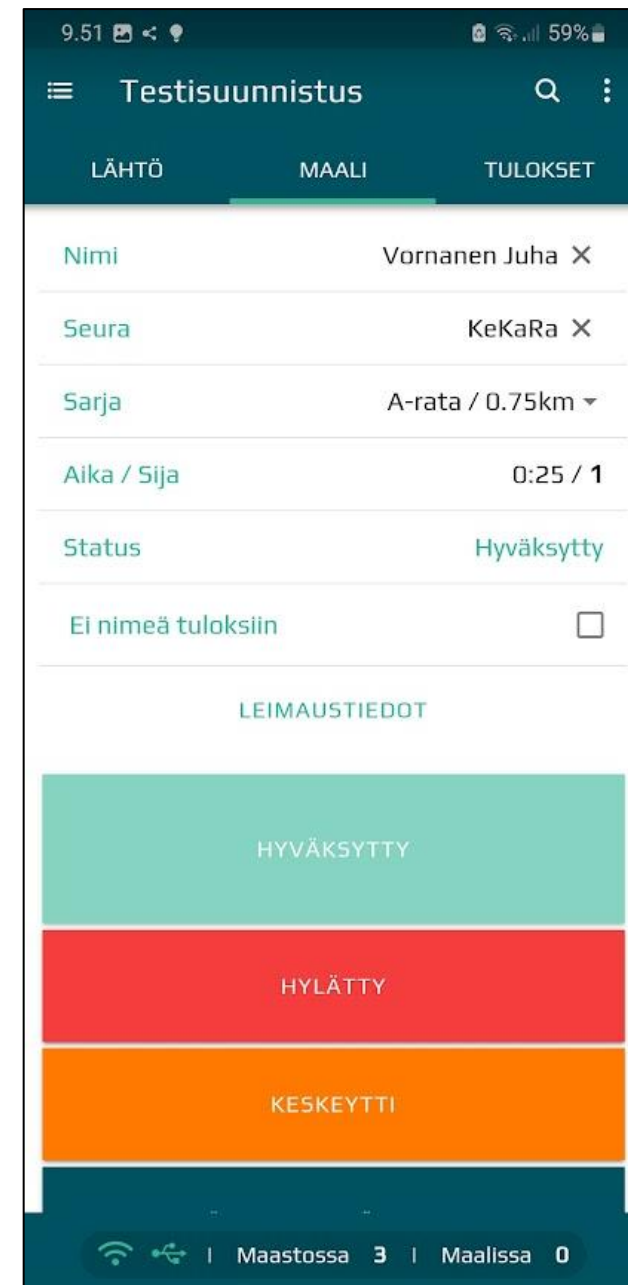 9.51 59%
Testisuunnistus
LÄHTÖ MAALI TULOKSET
Nimi Vornanen Juha
Seura KeKaRa
Sarja A-rata / 0.75km
Aika / Sija 0:25 / 1
Status Hyväksytty
Ei nimeä tuloksiin
LEIMAUSTIEDOT
HYVÄKSYTTY
HYLÄTTY
KESKEYTTI
| Maastossa 3 | Maalissa 0